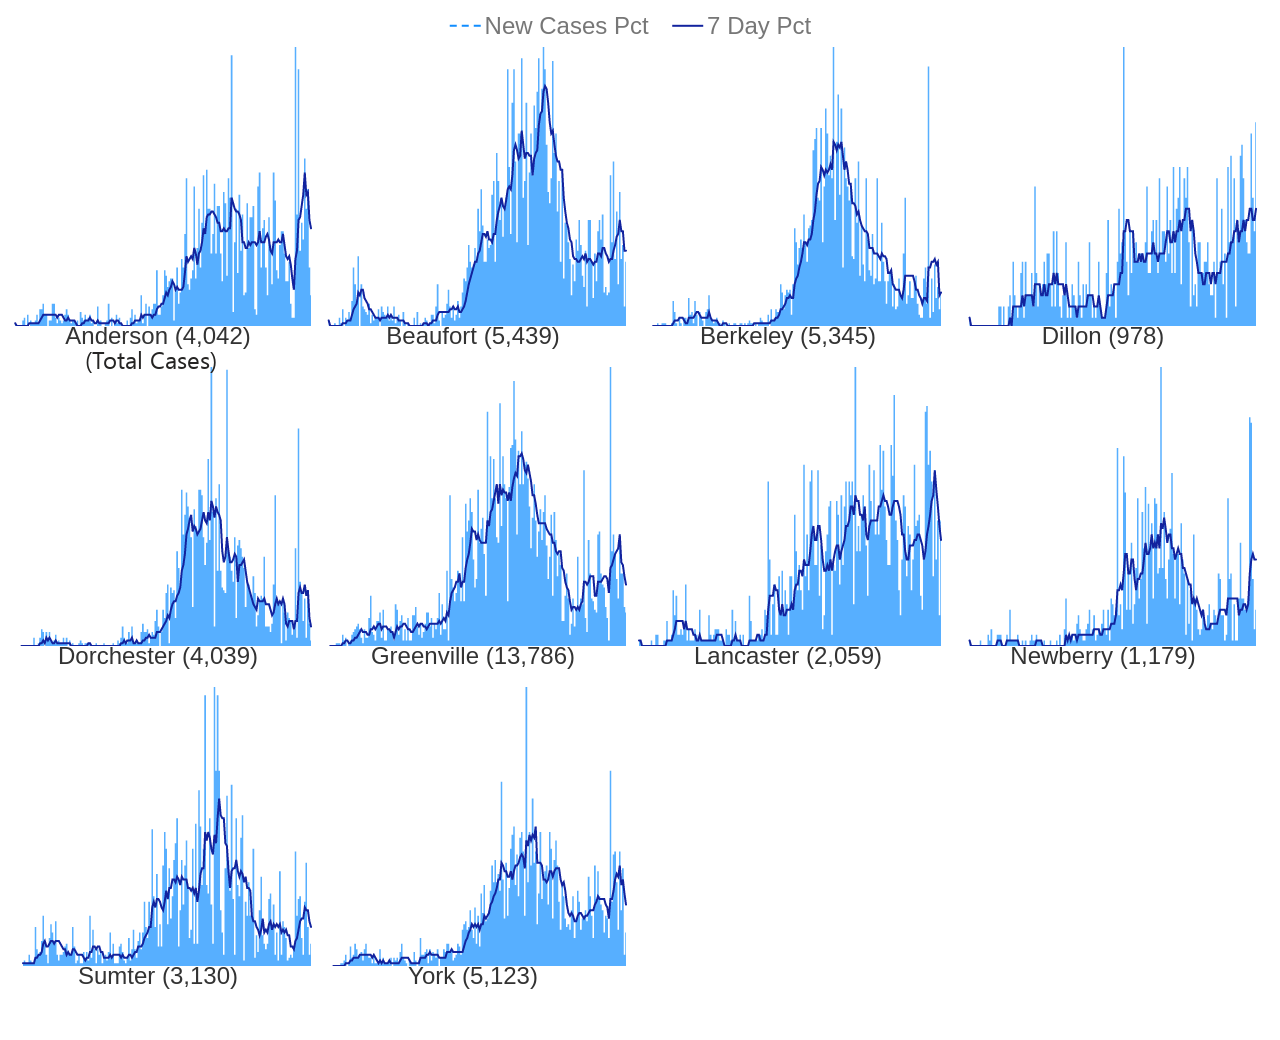 New Cases Pct 7 Day Pct
Anderson (4,042) Beaufort (5,439) Berkeley (5,345) Dillon (978)
(Total Cases)
Dorchester (4,039) Greenville (13,786) Lancaster (2,059) Newberry (1,179)
Sumter (3,130) York (5,123)